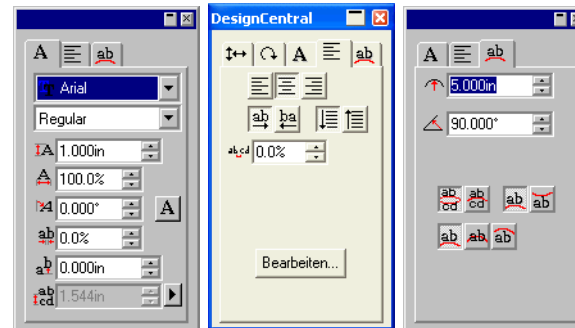 A ab
Arial
Regular
A 1.000in
A 100.0%
0.000° A
ab 0.0%
ab 0.000in
ab cd 1.544in
DesignCentral
A ab
ab ba
abcd 0.0%
Bearbeiten...
A ab
5.000in
90.000°
ab cd ab cd ab ab
ab ab ab